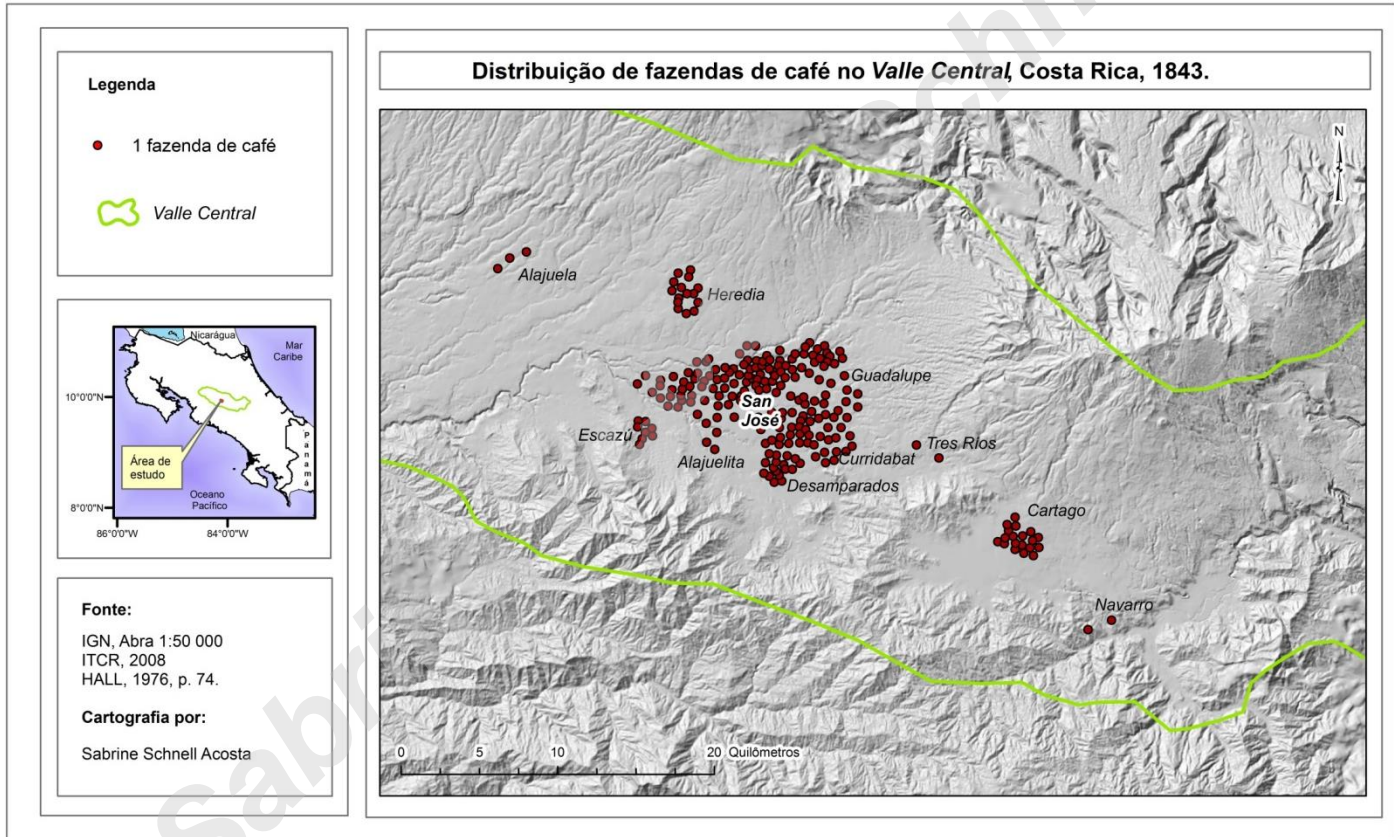 Distribuição de fazendas de café no Valle Central, Costa Rica, 1843.
Legenda
1 fazenda de café
Valle Central
Nicarágua
Mar
Caribe
10°0'0"N
Panamá
Área de
estudo
Oceano
Pacífico
8°0'0"N
86°0'0"W
84°0'0"W
Fonte:
IGN, Abra 1:50 000
ITCR, 2008
HALL, 1976, p. 74.
Cartografia por:
Sabrine Schnell Acosta
N
Alajuela
Heredia
Guadalupe
San
José
Escazú
Tres Ríos
Alajuelita
Curridabat
Desamparados
Cartago
Navarro
0 5 10 20 Quilômetros